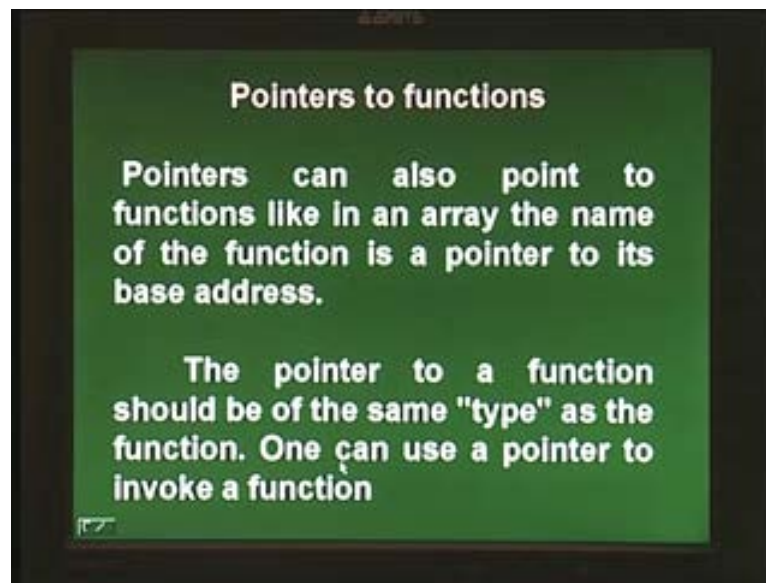 Pointers to functions
Pointers can also point to
functions like in an array the name
of the function is a pointer to its
base address.
The pointer to a function
should be of the same "type" as the
function. One can use a pointer to
invoke a function